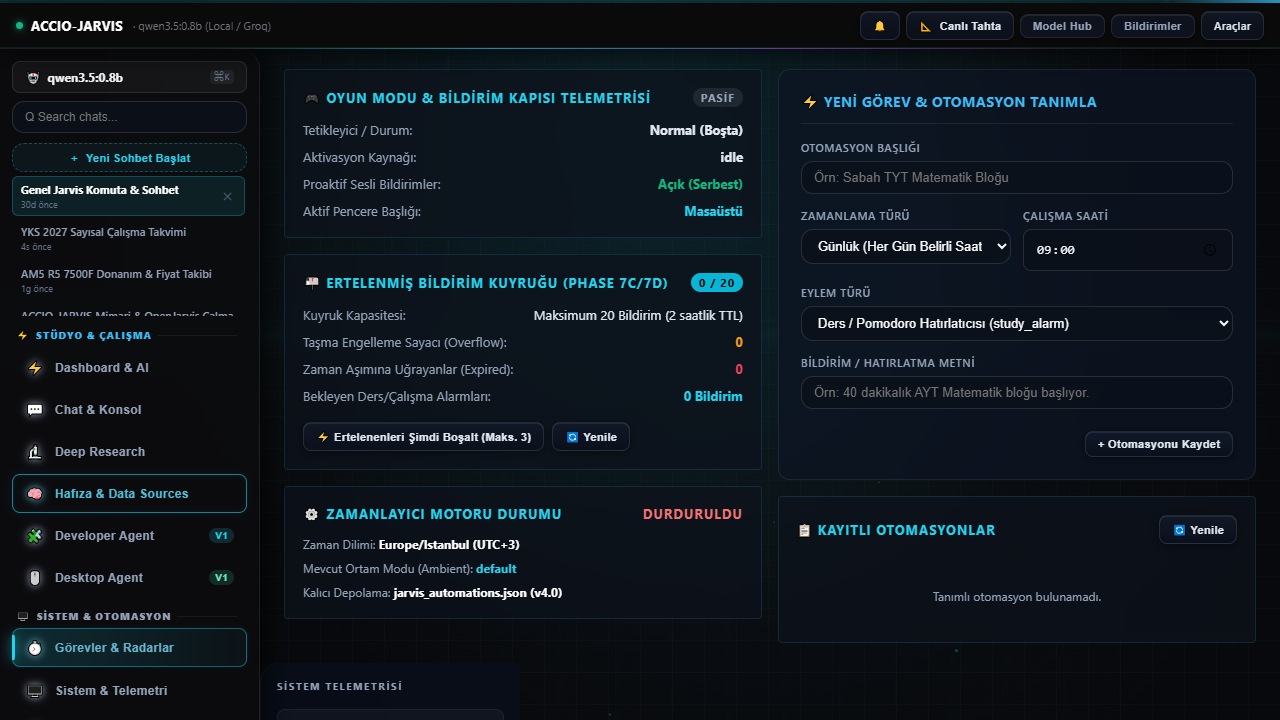 ACCIO-JARVIS · qwen3.5:0.8b (Local / Groq)
Canlı Tahta
Model Hub
Bildirimler
Araçlar
qwen3.5:0.8b
⌘K
Search chats...
+ Yeni Sohbet Başlat
Genel Jarvis Komuta & Sohbet
30d önce
YKS 2027 Sayısal Çalışma Takvimi
4s önce
AM5 R5 7500F Donanım & Fiyat Takibi
1g önce
ACCIO-JARVIS Mimari & OpenJarvis Çalma
STÜDYO & ÇALIŞMA
Dashboard & AI
Chat & Konsol
Deep Research
Hafıza & Data Sources
Developer Agent V1
Desktop Agent V1
SİSTEM & OTOMASYON
Görevler & Radarlar
Sistem & Telemetri
OYUN MODU & BİLDİRİM KAPISI TELEMETRİSİ PASİF
Tetikleyici / Durum: Normal (Boşta)
Aktivasyon Kaynağı: idle
Proaktif Sesli Bildirimler: Açık (Serbest)
Aktif Pencere Başlığı: Masaüstü
ERTELENMİŞ BİLDİRİM KUYRUĞU (PHASE 7C/7D) 0 / 20
Kuyruk Kapasitesi: Maksimum 20 Bildirim (2 saatlik TTL)
Taşma Engelleme Sayacı (Overflow): 0
Zaman Aşımına Uğrayanlar (Expired): 0
Bekleyen Ders/Çalışma Alarmları: 0 Bildirim
Ertelenenleri Şimdi Boşalt (Maks. 3) Yenile
ZAMANLAYICI MOTORU DURUMU DURDURULDU
Zaman Dilimi: Europe/Istanbul (UTC+3)
Mevcut Ortam Modu (Ambient): default
Kalıcı Depolama: jarvis_automations.json (v4.0)
SİSTEM TELEMETRİSİ
YENİ GÖREV & OTOMASYON TANIMLA
OTOMASYON BAŞLIĞI
Örn: Sabah TYT Matematik Bloğu
ZAMANLAMA TÜRÜ ÇALIŞMA SAATİ
Günlük (Her Gün Belirli Saat 09:00
EYLEM TÜRÜ
Ders / Pomodoro Hatırlatıcısı (study_alarm)
BİLDİRİM / HATIRLATMA METNİ
Örn: 40 dakikalık AYT Matematik bloğu başlıyor.
+ Otomasyonu Kaydet
KAYITLI OTOMASYONLAR Yenile
Tanımlı otomasyon bulunamadı.